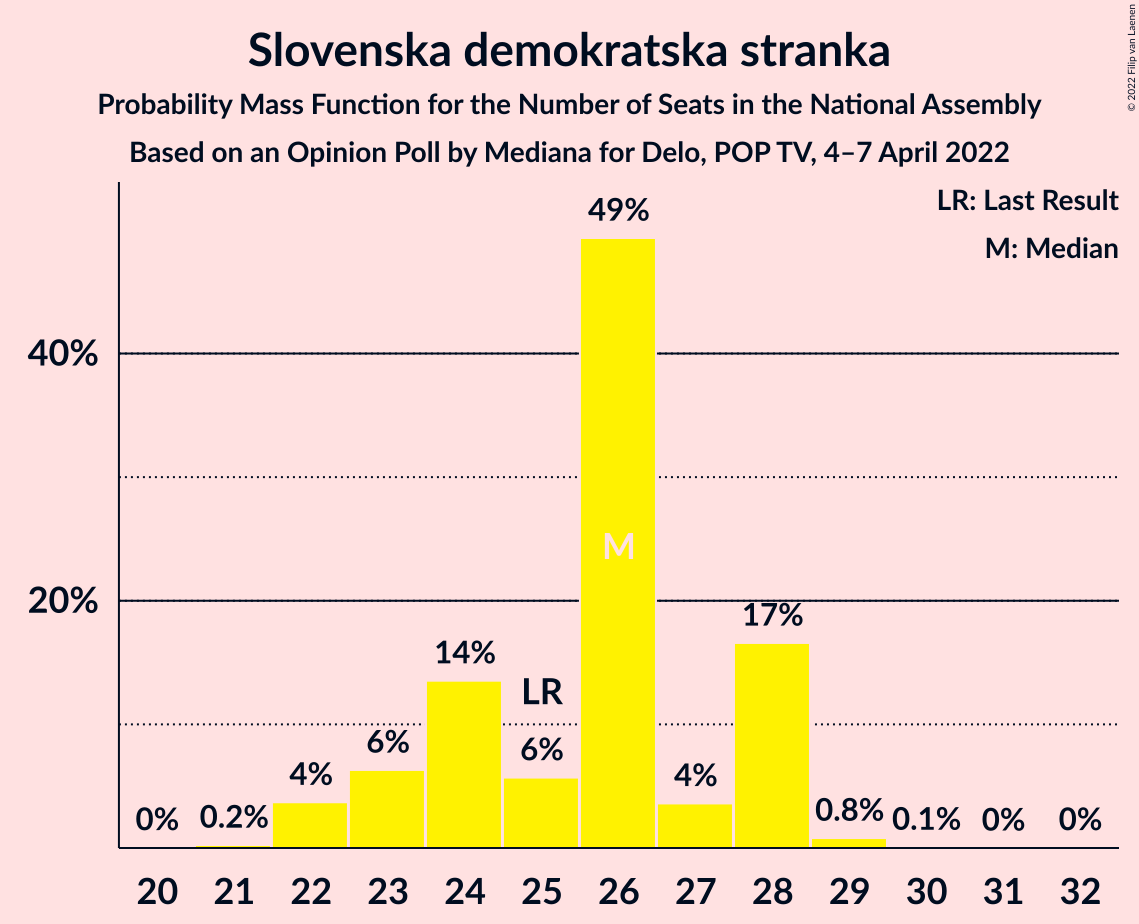 Slovenska demokratska stranka
Probability Mass Function for the Number of Seats in the National Assembly
Based on an Opinion Poll by Mediana for Delo, POP TV, 4–7 April 2022
© 2022 Filip van Laenen
LR: Last Result
M: Median
40%
20%
0%
0.2%
4%
6%
14%
LR
6%
49%
M
4%
17%
0.8%
0.1%
0%
0%
20 21 22 23 24 25 26 27 28 29 30 31 32